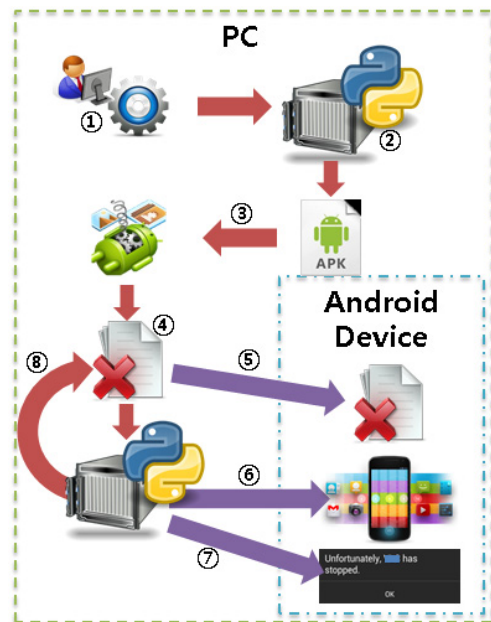 PC
①
②
③
APK
Android
Device
④
⑤
⑧
⑥
⑦
Unfortunately, has
stopped.
OK